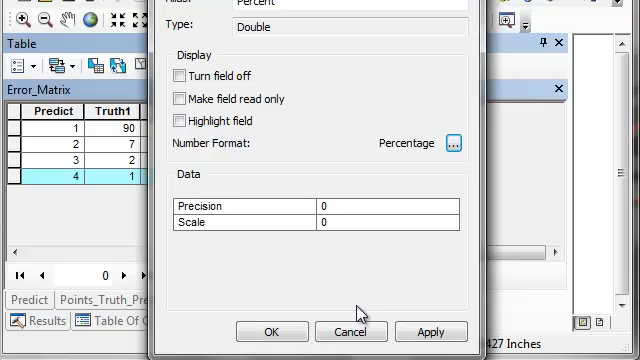 Percent
Type:
Double
Display
Turn field off
Make field read only
Highlight field
Number Format:
Percentage
...
Data
Precision
0
Scale
0
OK
Cancel
Apply
Table
Error_Matrix
Predict
Truth1
1
90
2
7
3
2
4
1
0
Predict
Points_Truth_Pre
Results
Table Of C
427 Inches